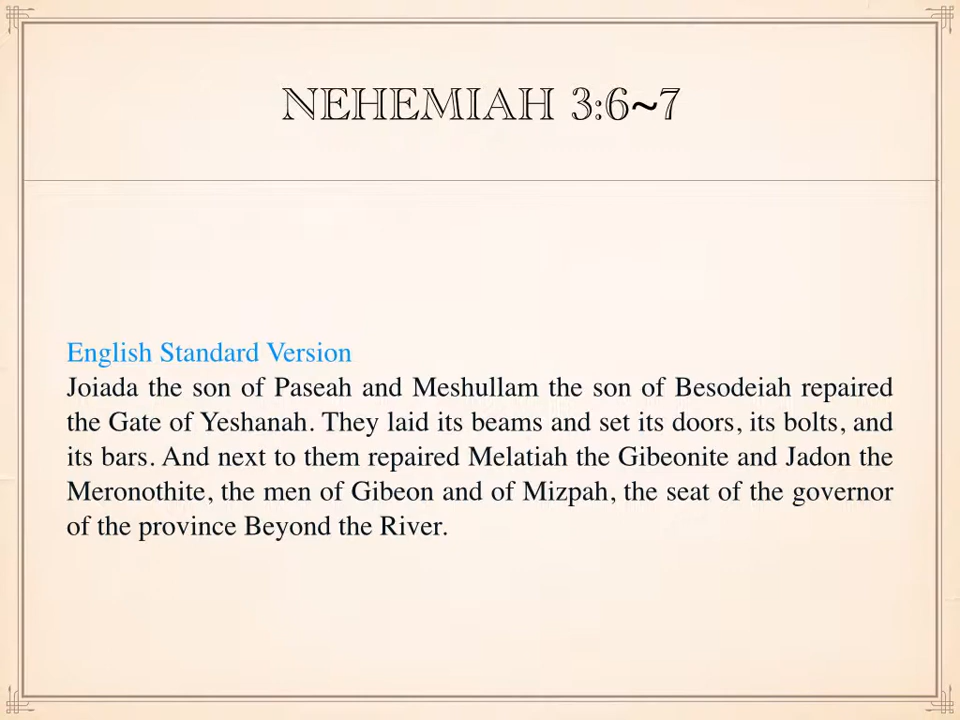 NEHEMIAH 3:6~7
English Standard Version
Joiada the son of Paseah and Meshullam the son of Besodeiah repaired
the Gate of Yeshanah. They laid its beams and set its doors, its bolts, and
its bars. And next to them repaired Melatiah the Gibeonite and Jadon the
Meronothite, the men of Gibeon and of Mizpah, the seat of the governor
of the province Beyond the River.